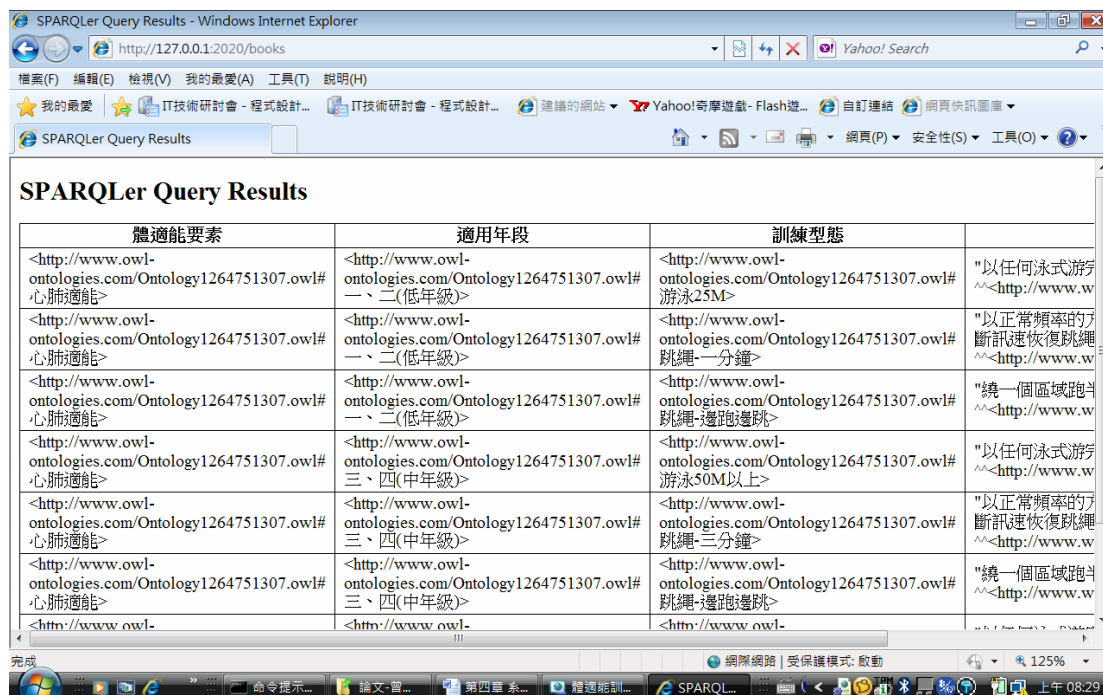 SPARQLer Query Results - Windows Internet Explorer
http://127.0.0.1:2020/books
Yahoo! Search
檔案(F) 編輯(E) 檢視(V) 我的最愛(A) 工具(T) 說明(H)
我的最愛 IT技術研討會 - 程式設計... IT技術研討會 - 程式設計... 建議的網站 Yahoo!奇摩遊戲- Flash遊... 自訂連結 網頁快訊圖庫
SPARQLer Query Results 網頁(P) 安全性(S) 工具(O)
SPARQLer Query Results
體適能要素 適用年段 訓練型態
<http://www.owl- <http://www.owl- <http://www.owl-
ontologies.com/Ontology1264751307.owl# ontologies.com/Ontology1264751307.owl# ontologies.com/Ontology1264751307.owl# "以任何泳式游完
心肺適能> 一、二(低年級)> 游泳25M> ^^<http://www.w
<http://www.owl- <http://www.owl- <http://www.owl- "以正常頻率的方
ontologies.com/Ontology1264751307.owl# ontologies.com/Ontology1264751307.owl# ontologies.com/Ontology1264751307.owl# 斷訊速恢復跳繩
心肺適能> 一、二(低年級)> 跳繩-一分鐘> ^^<http://www.w
<http://www.owl- <http://www.owl- <http://www.owl-
ontologies.com/Ontology1264751307.owl# ontologies.com/Ontology1264751307.owl# ontologies.com/Ontology1264751307.owl# "繞一個區域跑半
心肺適能> 一、二(低年級)> 跳繩-邊跑邊跳> ^^<http://www.w
<http://www.owl- <http://www.owl- <http://www.owl-
ontologies.com/Ontology1264751307.owl# ontologies.com/Ontology1264751307.owl# ontologies.com/Ontology1264751307.owl# "以任何泳式游完
心肺適能> 三、四(中年級)> 游泳50M以上> ^^<http://www.w
<http://www.owl- <http://www.owl- <http://www.owl- "以正常頻率的方
ontologies.com/Ontology1264751307.owl# ontologies.com/Ontology1264751307.owl# ontologies.com/Ontology1264751307.owl# 斷訊速恢復跳繩
心肺適能> 三、四(中年級)> 跳繩-三分鐘> ^^<http://www.w
<http://www.owl- <http://www.owl- <http://www.owl-
ontologies.com/Ontology1264751307.owl# ontologies.com/Ontology1264751307.owl# ontologies.com/Ontology1264751307.owl# "繞一個區域跑半
心肺適能> 三、四(中年級)> 跳繩-邊跑邊跳> ^^<http://www.w
<http://www.owl- <http://www.owl- <http://www.owl-
完成 網際網路 | 受保護模式: 啟動 125%
命令提示... 論文-曾... 第四章 系... 體適能訓... SPARQL... 上午 08:29